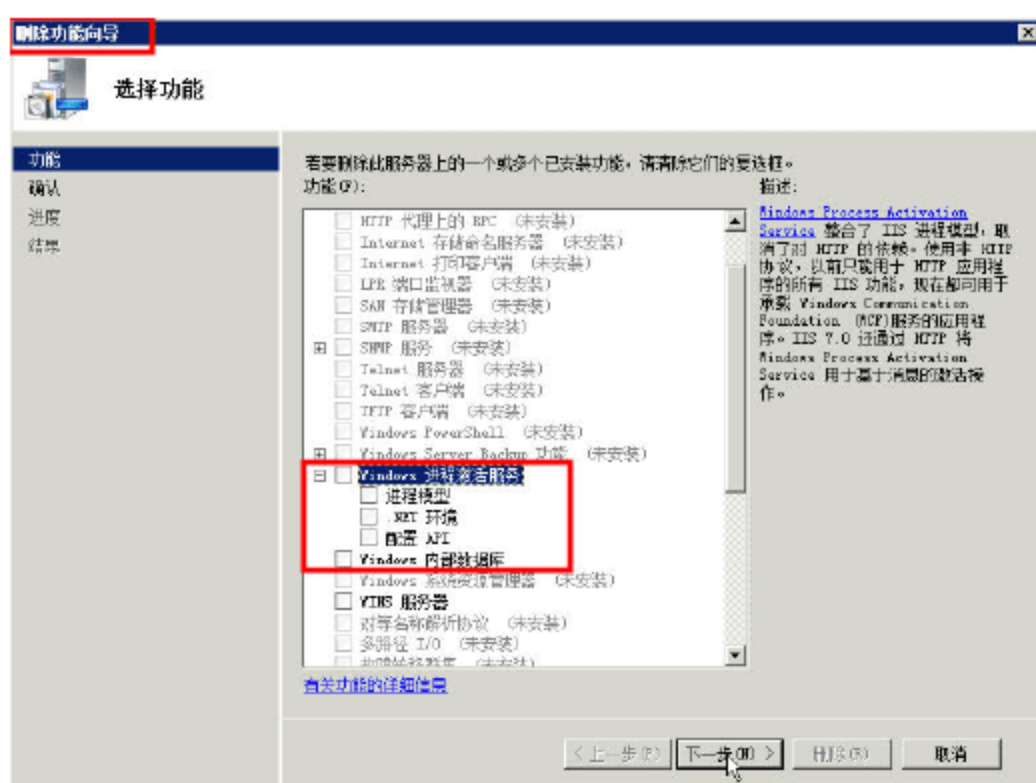 删除功能向导
选择功能
功能
确认
进度
结果
若要删除此服务器上的一个或多个已安装功能，请清除它们的复选框。
功能(F):
HTTP 代理上的 RPC （未安装）
Internet 存储命名服务器 （未安装）
Internet 打印客户端 （未安装）
LPR 端口监视器 （未安装）
SAN 存储管理器 （未安装）
SMTP 服务器 （未安装）
SNMP 服务 （未安装）
Telnet 服务器 （未安装）
Telnet 客户端 （未安装）
TFTP 客户端 （未安装）
Windows PowerShell （未安装）
Windows Server Backup 功能 （未安装）
Windows 进程激活服务
进程模型
.NET 环境
配置 API
Windows 内部数据库
Windows 系统资源管理器 （未安装）
WINS 服务器
对等名称解析协议 （未安装）
多路径 I/O （未安装）
故障转移群集 （未安装）
有关功能的详细信息
描述:
Windows Process Activation
Service 整合了 IIS 进程模型，取
消了对 HTTP 的依赖。使用非 HTTP
协议，以前只能用于 HTTP 应用程
序的所有 IIS 功能，现在都可用于
承载 Windows Communication
Foundation (WCF)服务的应用程
序。IIS 7.0 还通过 HTTP 将
Windows Process Activation
Service 用于基于消息的激活操
作。
< 上一步(P)
下一步(N) >
删除(R)
取消